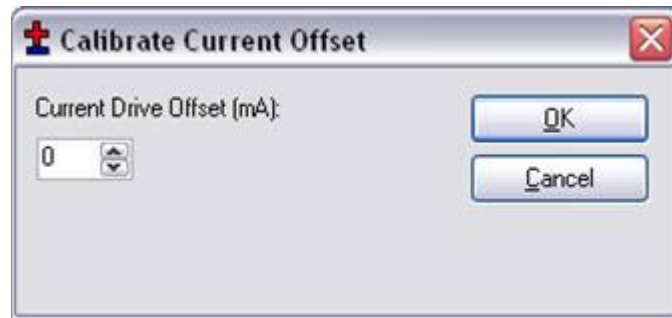 Calibrate Current Offset
Current Drive Offset (mA):
OK
0
Cancel